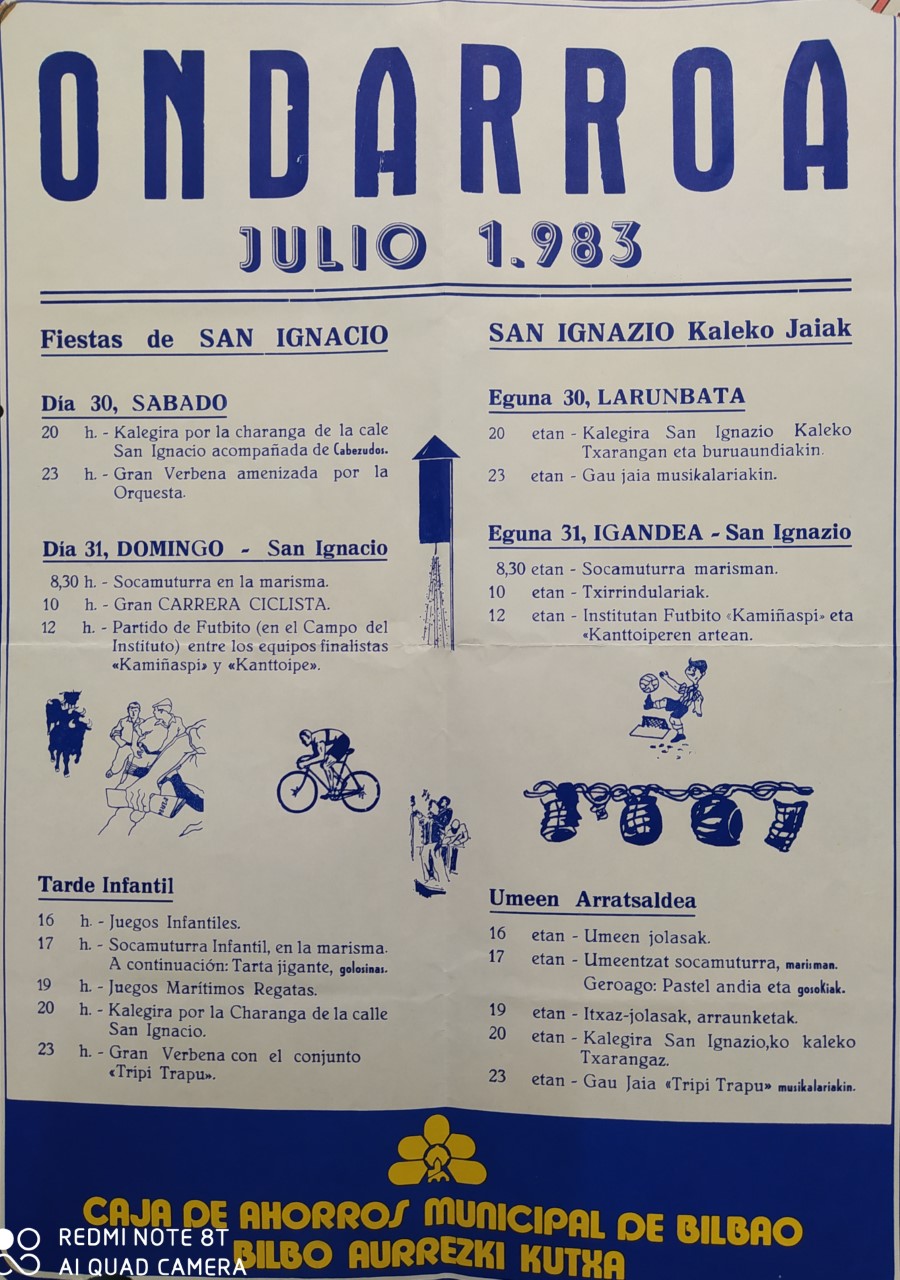 ONDARROA
JULIO 1.983
Fiestas de SAN IGNACIO
Día 30, SABADO
20 h. - Kalegira por la charanga de la cale
San Ignacio acompañada de Cabezudos.
23 h. - Gran Verbena amenizada por la
Orquesta.
Día 31, DOMINGO - San Ignacio
8,30 h. - Socamuturra en la marisma.
10 h. - Gran CARRERA CICLISTA.
12 h. - Partido de Futbito (en el Campo del
Instituto) entre los equipos finalistas
«Kamiñaspi» y «Kanttoipe».
Tarde Infantil
16 h. - Juegos Infantiles.
17 h. - Socamuturra Infantil, en la marisma.
A continuación: Tarta jigante, golosinas.
19 h. - Juegos Marítimos Regatas.
20 h. - Kalegira por la Charanga de la calle
San Ignacio.
23 h. - Gran Verbena con el conjunto
«Tripi Trapu».
SAN IGNAZIO Kaleko Jaiak
Eguna 30, LARUNBATA
20 etan - Kalegira San Ignazio Kaleko
Txarangan eta buruaundiakin.
23 etan - Gau jaia musikalariakin.
Eguna 31, IGANDEA - San Ignazio
8,30 etan - Socamuturra marisman.
10 etan - Txirrindulariak.
12 etan - Institutan Futbito «Kamiñaspi» eta
«Kanttoiperen artean.
Umeen Arratsaldea
16 etan - Umeen jolasak.
17 etan - Umeentzat socamuturra, marisman.
Geroago: Pastel andia eta gosokiak.
19 etan - Itxaz-jolasak, arraunketak.
20 etan - Kalegira San Ignazio,ko kaleko
Txarangaz.
23 etan - Gau Jaia «Tripi Trapu» musikalariakin.
CAJA DE AHORROS MUNICIPAL DE BILBAO
BILBO AURREZKI KUTXA
REDMI NOTE 8T
AI QUAD CAMERA